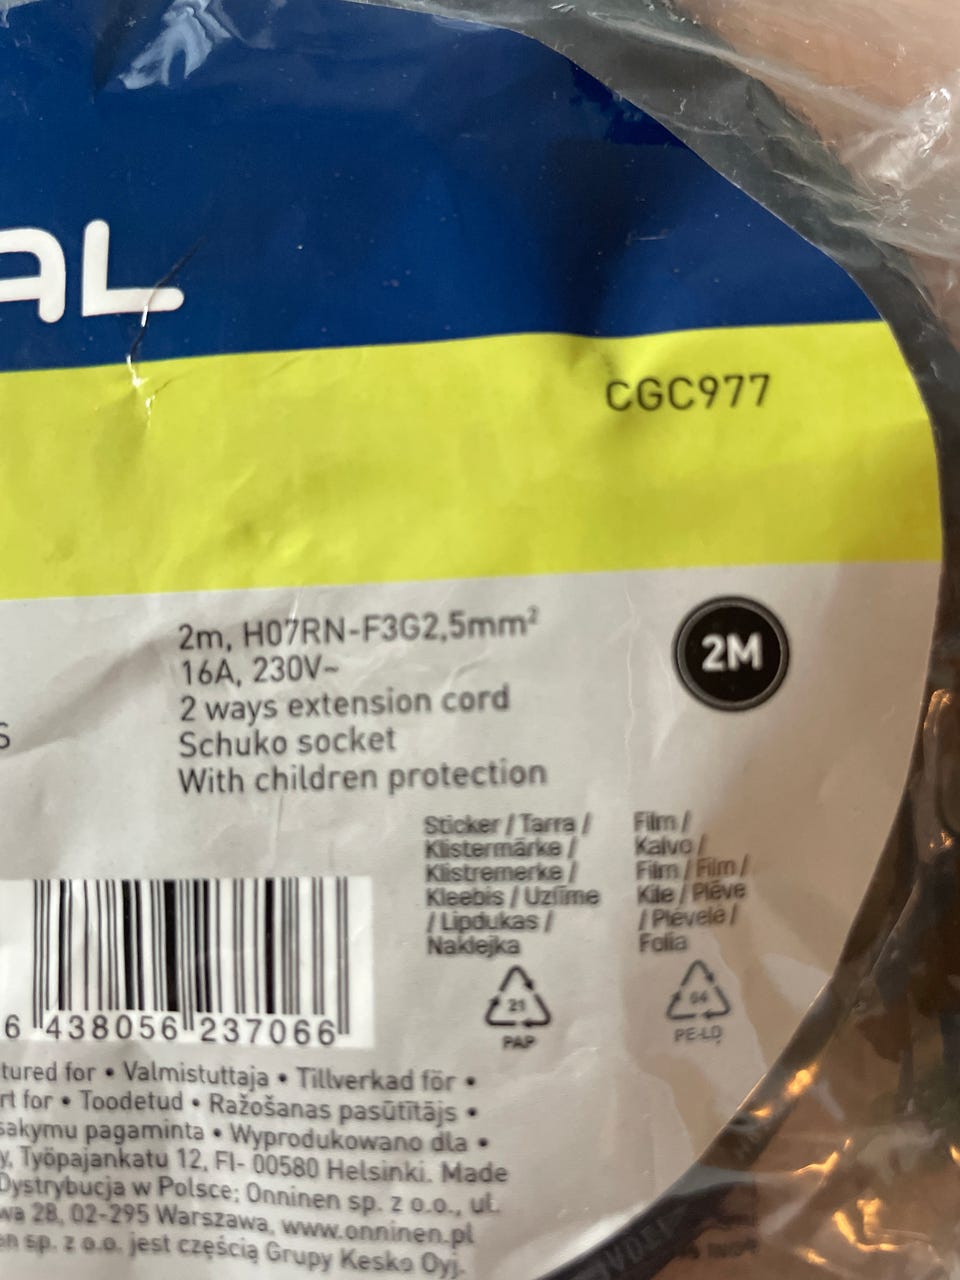 AL
CGC977
2m, H07RN-F3G2,5mm²
16A, 230V~
2 ways extension cord
Schuko socket
With children protection
2M
S
Sticker / Tarra /
Klistermärke /
Klistremerke /
Kleebis / Uzlīme
/ Lipdukas /
Naklejka
21
PAP
Film /
Kalvo /
Film / Film /
Kile / Plēve
/ Plėvelė /
Folia
04
PE-LD
6 438056 237066
tured for • Valmistuttaja • Tillverkad för •
rt for • Toodetud • Ražošanas pasūtītājs •
sakymu pagaminta • Wyprodukowano dla •
y, Työpajankatu 12, FI- 00580 Helsinki. Made
Dystrybucja w Polsce: Onninen sp. z o.o., ul.
wa 28, 02-295 Warszawa, www.onninen.pl
en sp. z o.o. jest częścią Grupy Kesko Oyj.